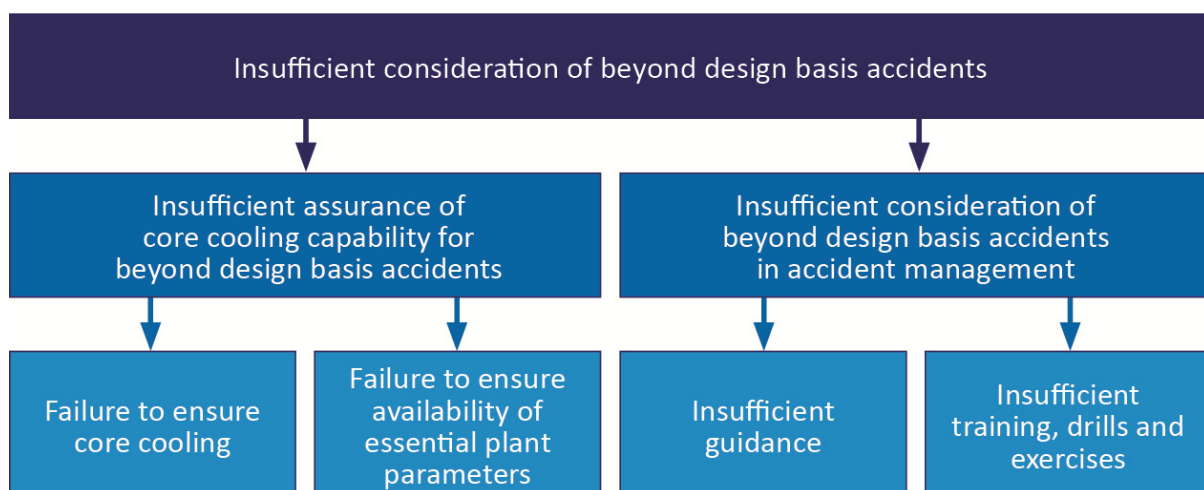 Insufficient consideration of beyond design basis accidents
Insufficient assurance of
core cooling capability for
beyond design basis accidents
Insufficient consideration of
beyond design basis accidents
in accident management
Failure to ensure
core cooling
Failure to ensure
availability of
essential plant
parameters
Insufficient
guidance
Insufficient
training, drills and
exercises